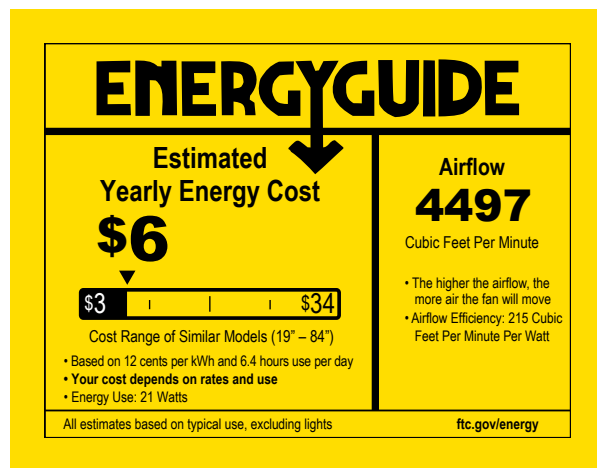 ENERGYGUIDE
Estimated
Yearly Energy Cost
$6
$3
$34
Cost Range of Similar Models (19” – 84”)
• Based on 12 cents per kWh and 6.4 hours use per day
• Your cost depends on rates and use
• Energy Use: 21 Watts
Airflow
4497
Cubic Feet Per Minute
• The higher the airflow, the
more air the fan will move
• Airflow Efficiency: 215 Cubic
Feet Per Minute Per Watt
All estimates based on typical use, excluding lights
ftc.gov/energy